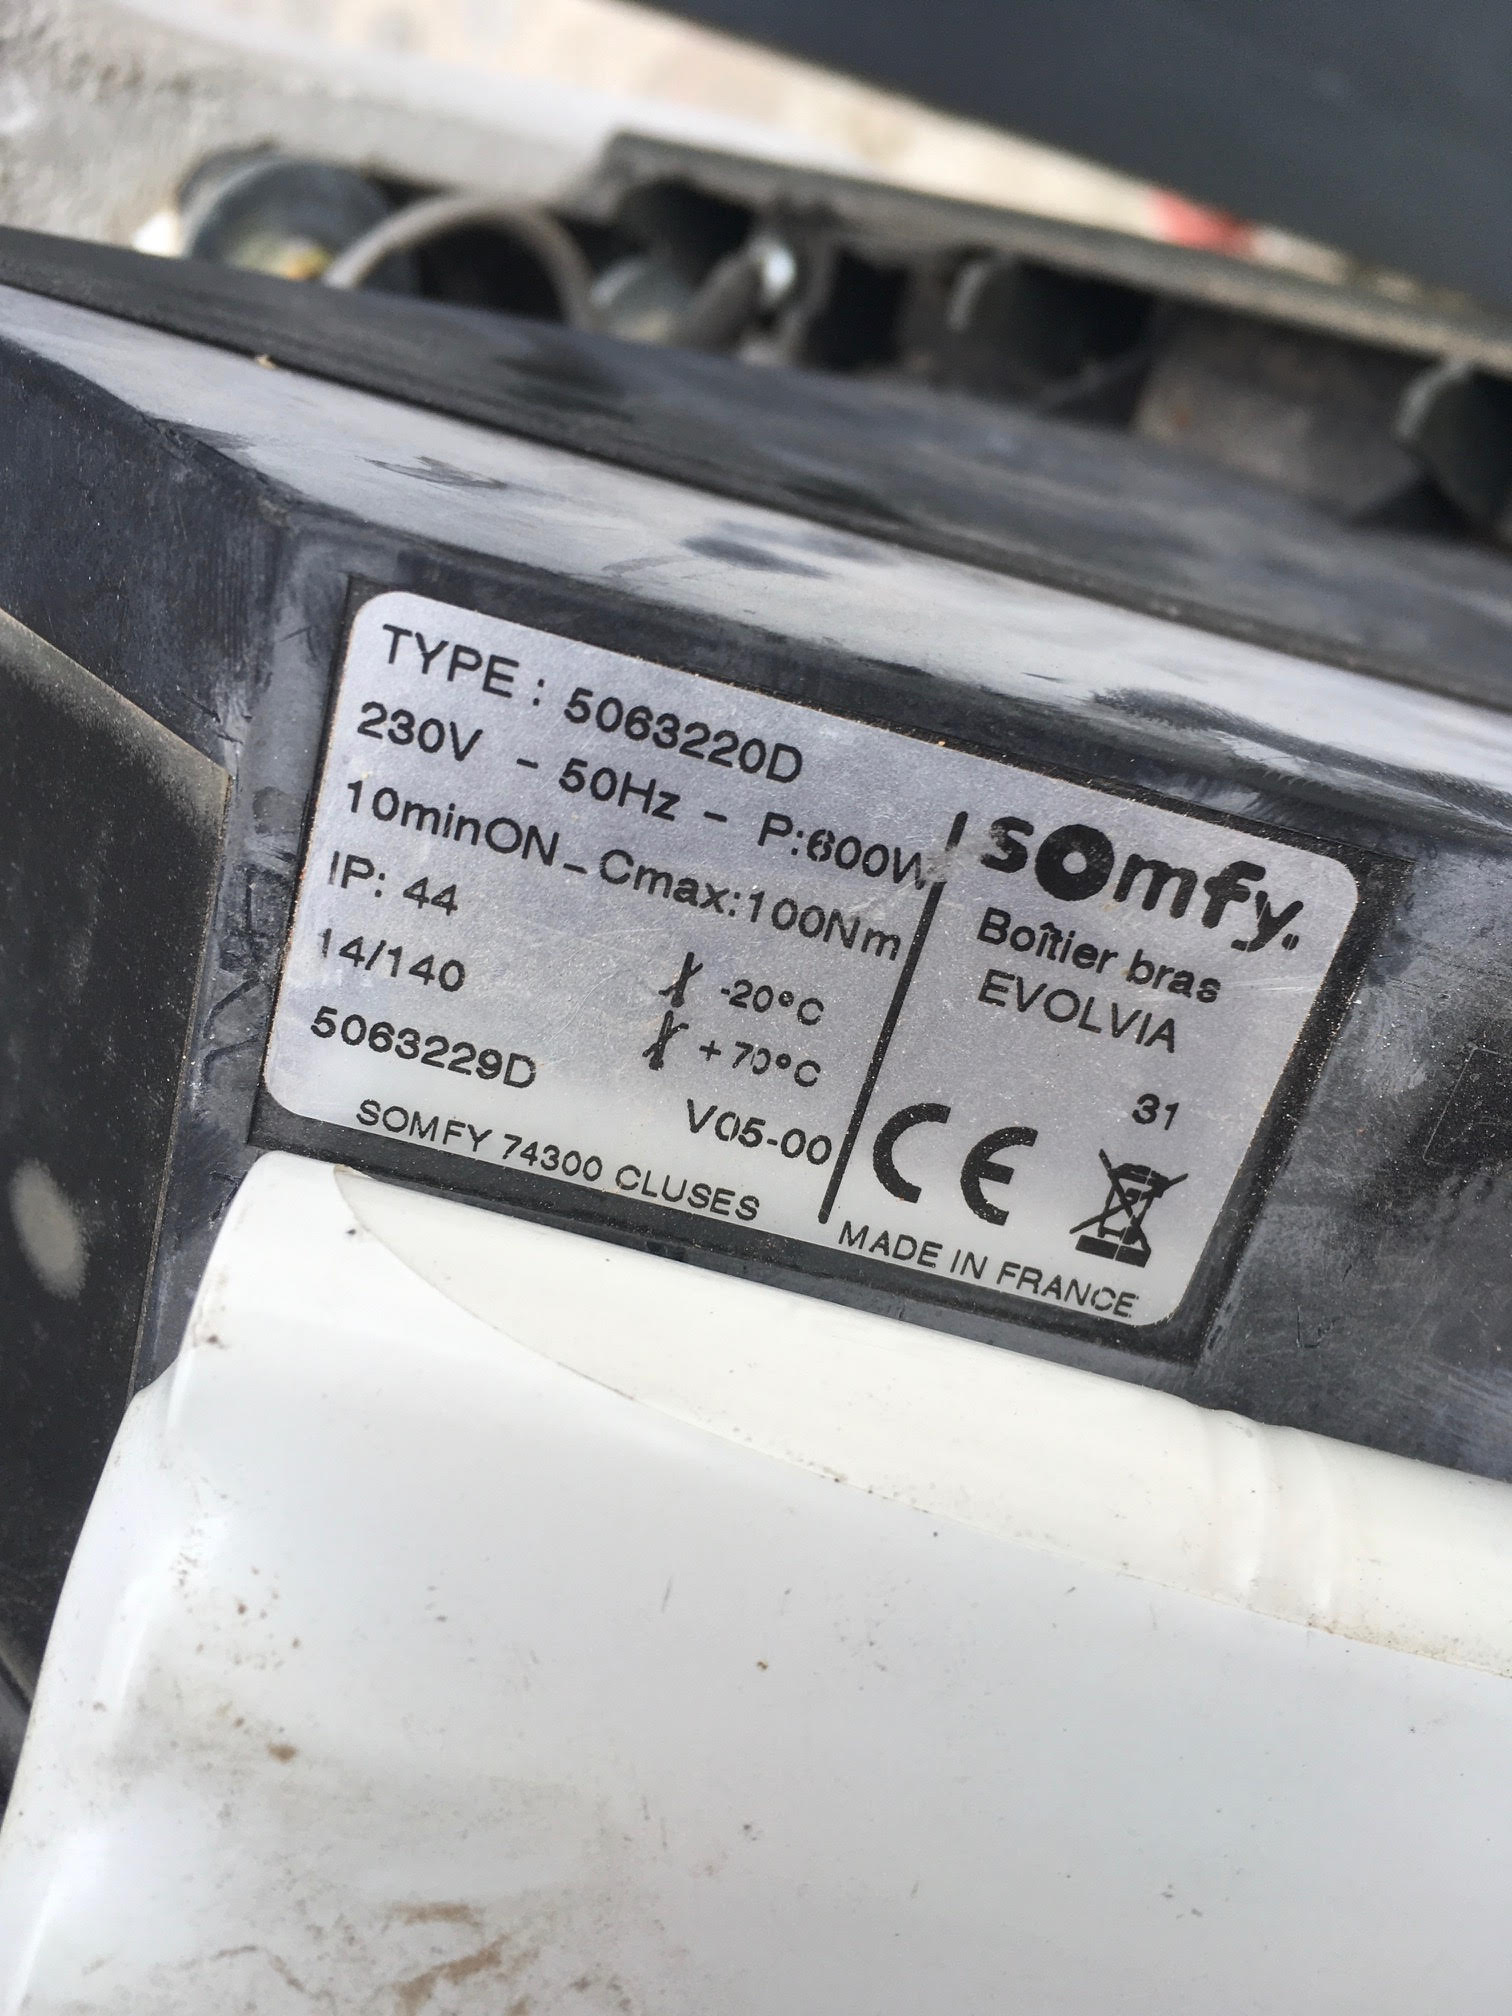 TYPE : 5063220D
230V - 50Hz - P:600W
10minON - Cmax:100Nm
IP: 44
14/140
-20°C
+70°C
5063229D
V05-00
SOMFY 74300 CLUSES
somfy.
Boîtier bras
EVOLVIA
31
CE
MADE IN FRANCE